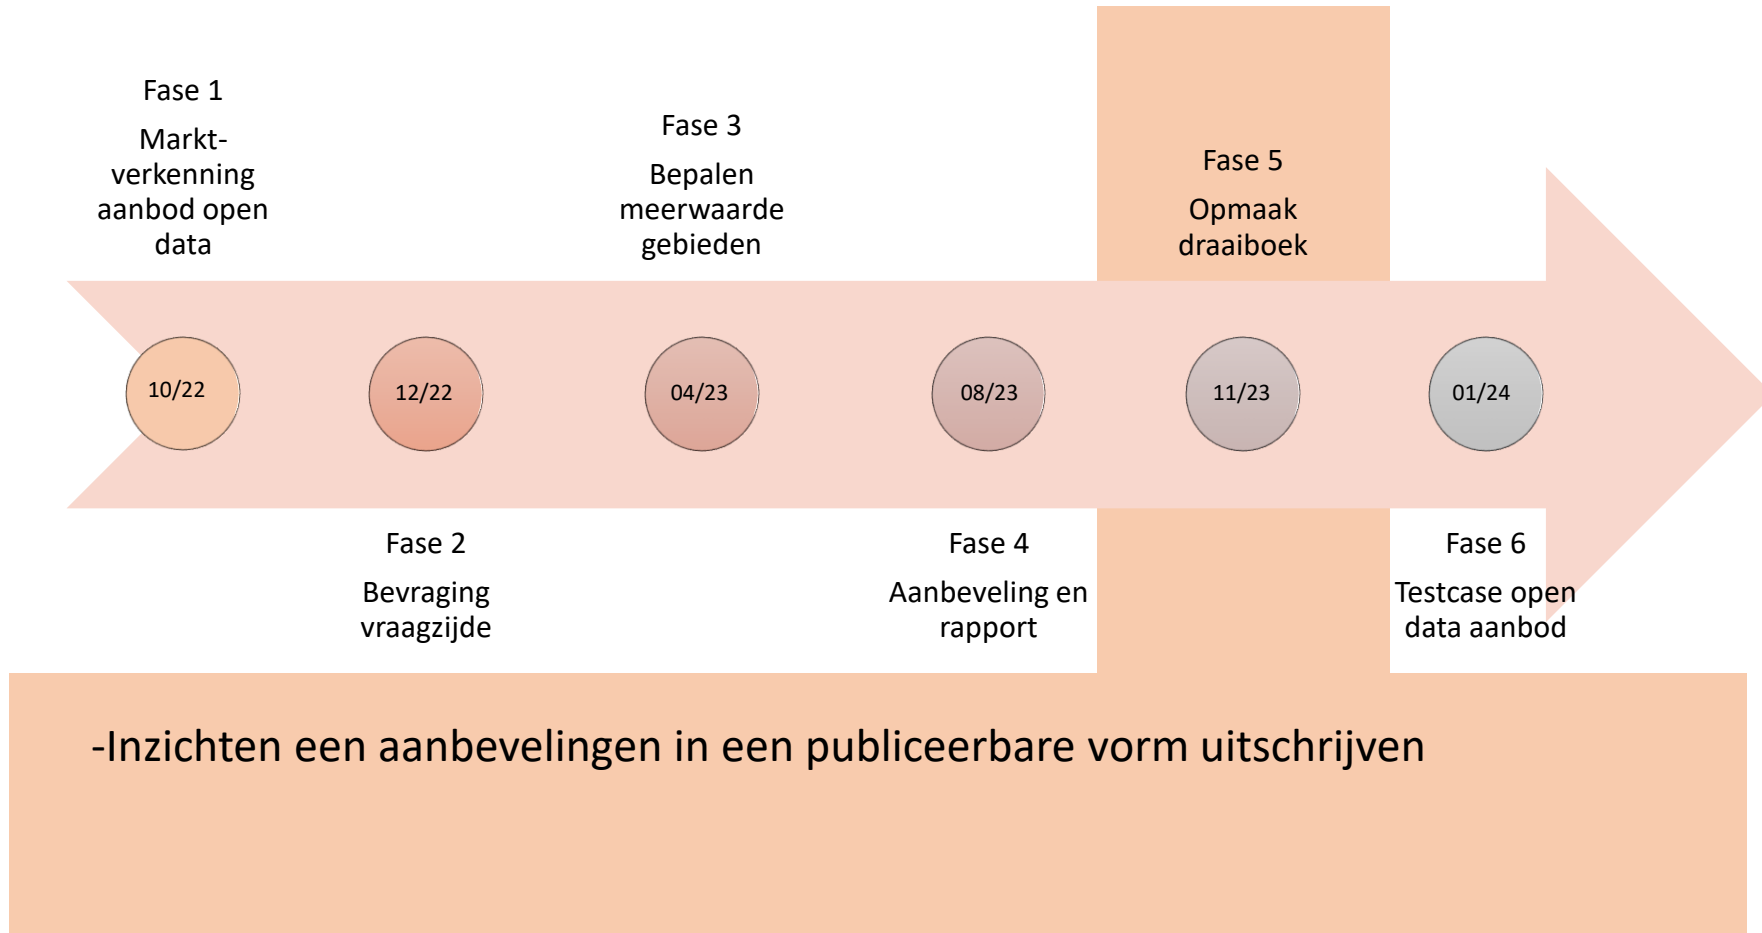 Fase 1
Markt-
verkenning
aanbod open
data
Fase 3
Bepalen
meerwaarde
gebieden
Fase 5
Opmaak
draaiboek
10/22
12/22
04/23
08/23
11/23
01/24
Fase 2
Bevraging
vraagzijde
Fase 4
Aanbeveling en
rapport
Fase 6
Testcase open
data aanbod
-Inzichten een aanbevelingen in een publiceerbare vorm uitschrijven